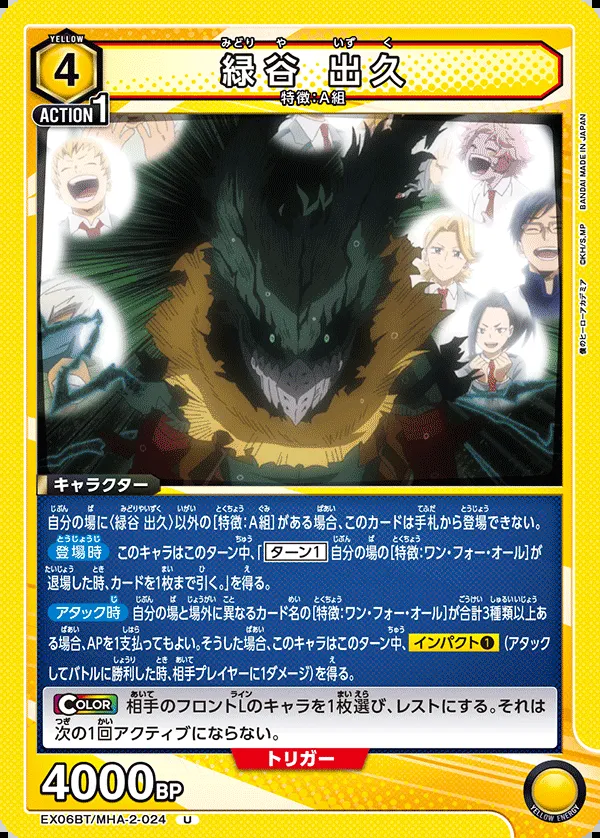 YELLOW
4
ACTION 1
みどり や いず く
緑谷 出久
特徴:A組
BANDAI MADE IN JAPAN
©KH/S,MP
僕のヒーローアカデミア
キャラクター
自分の場に〈緑谷 出久〉以外の[特徴:A組]がある場合、このカードは手札から登場できない。
登場時 このキャラはこのターン中、「ターン1 自分の場の[特徴:ワン・フォー・オール]が
退場した時、カードを1枚まで引く。」を得る。
アタック時 自分の場と場外に異なるカード名の[特徴:ワン・フォー・オール]が合計3種類以上あ
る場合、APを1支払ってもよい。そうした場合、このキャラはこのターン中、インパクト❶(アタック
してバトルに勝利した時、相手プレイヤーに1ダメージ)を得る。
COLOR 相手のフロントLのキャラを1枚選び、レストにする。それは
次の1回アクティブにならない。
トリガー
4000BP
YELLOW ENERGY
EX06BT/MHA-2-024 U